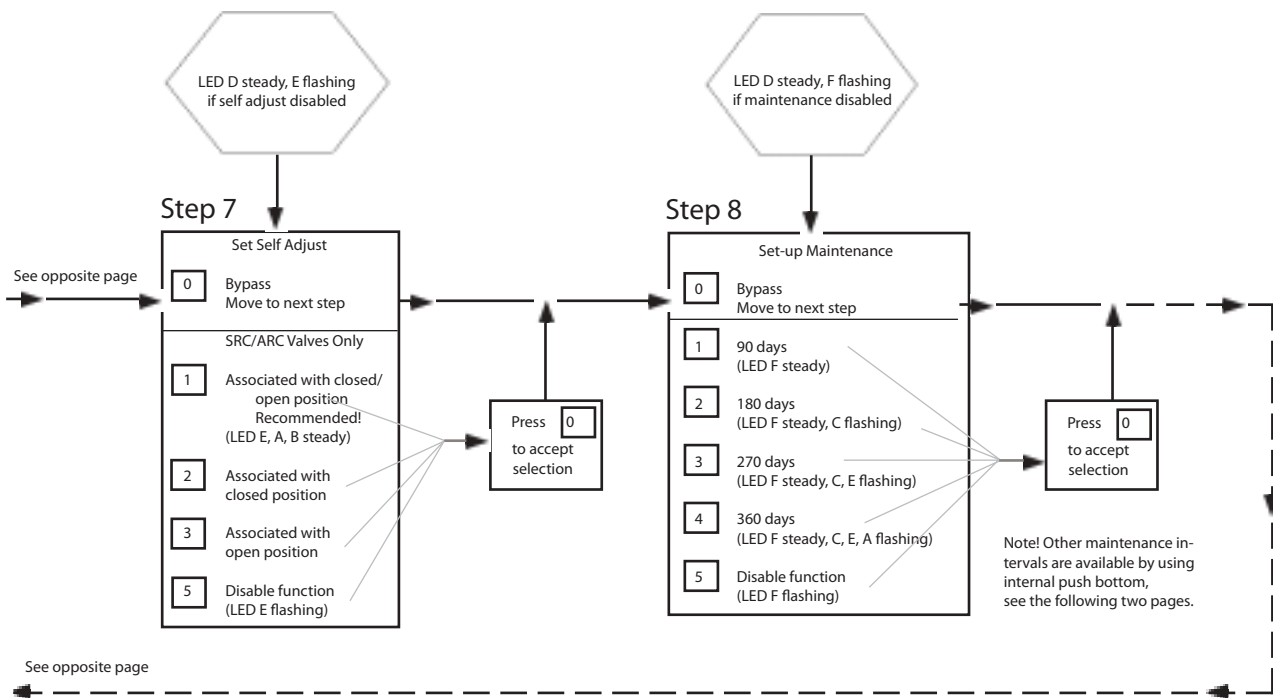 LED D steady, E flashing
if self adjust disabled
LED D steady, F flashing
if maintenance disabled
Step 7
See opposite page
Set Self Adjust
0
Bypass
Move to next step
SRC/ARC Valves Only
1
Associated with closed/
open position
Recommended!
(LED E, A, B steady)
2
Associated with
closed position
3
Associated with
open position
5
Disable function
(LED E flashing)
Press 0
to accept
selection
Step 8
Set-up Maintenance
0
Bypass
Move to next step
1
90 days
(LED F steady)
2
180 days
(LED F steady, C flashing)
3
270 days
(LED F steady, C, E flashing)
4
360 days
(LED F steady, C, E, A flashing)
5
Disable function
(LED F flashing)
Press 0
to accept
selection
Note! Other maintenance in-
tervals are available by using
internal push bottom,
see the following two pages.
See opposite page